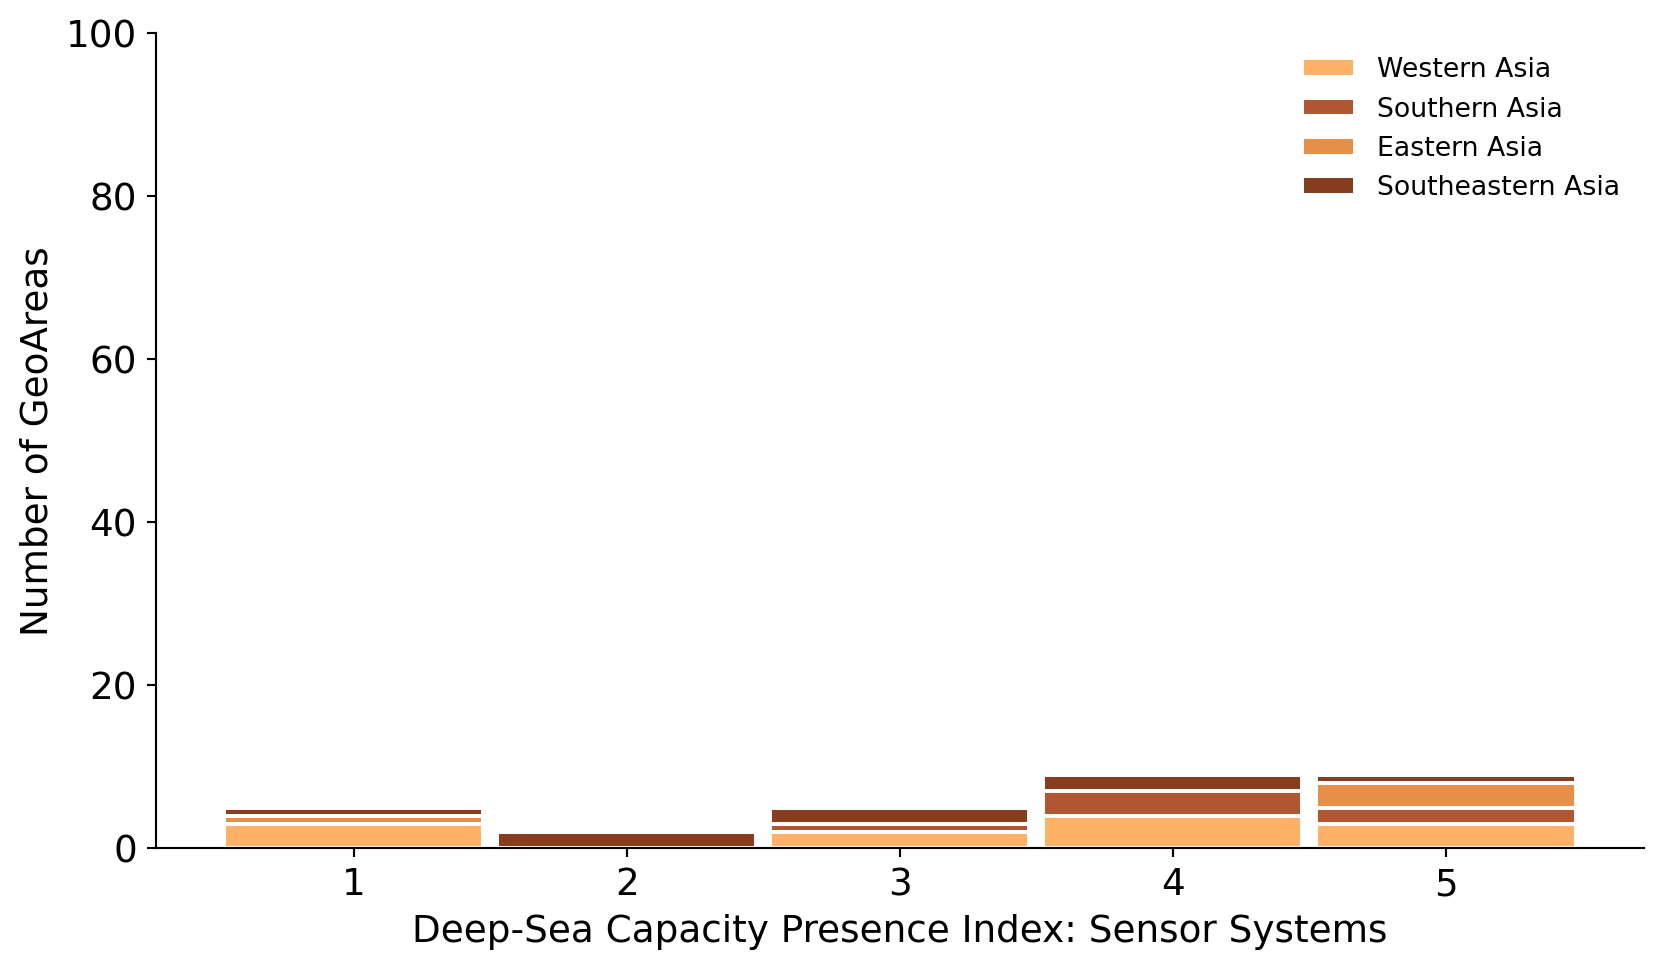 100
80
60
40
20
0
Number of GeoAreas
Western Asia
Southern Asia
Eastern Asia
Southeastern Asia
1 2 3 4 5
Deep-Sea Capacity Presence Index: Sensor Systems